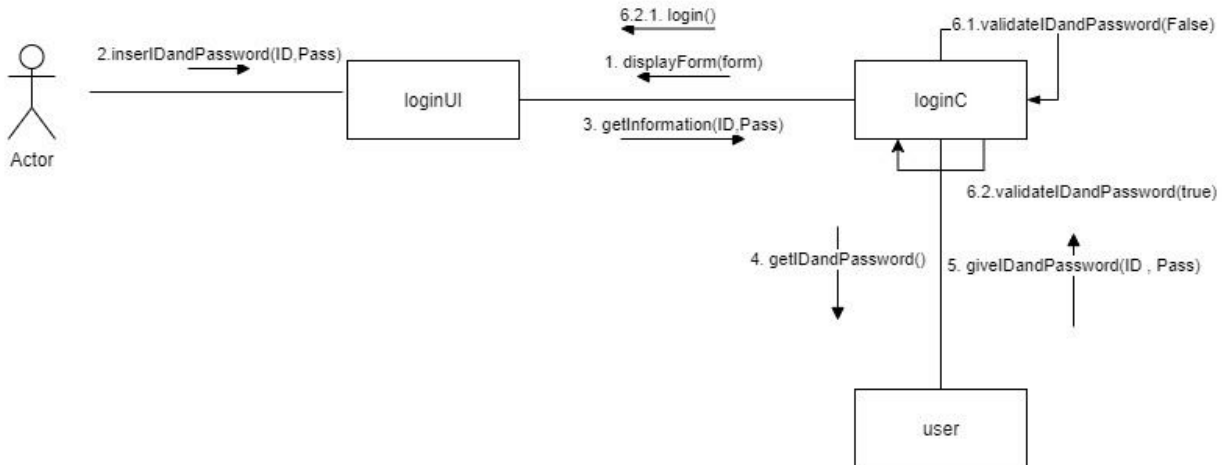 6.2.1. login()
6.1.validateIDandPassword(False)
2.inserIDandPassword(ID,Pass)
1. displayForm(form)
loginUI
loginC
3. getInformation(ID,Pass)
Actor
6.2.validateIDandPassword(true)
4. getIDandPassword()
5. giveIDandPassword(ID , Pass)
user